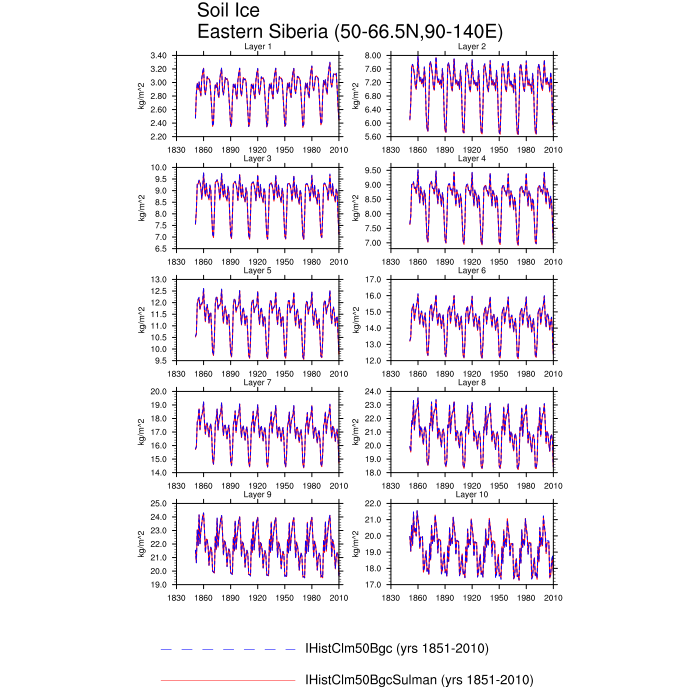 Soil Ice
Eastern Siberia (50-66.5N,90-140E)
Layer 1
Layer 2
3.40
3.20
3.00
2.80
2.60
2.40
2.20
kg/m^2
1830 1860 1890 1920 1950 1980 2010
8.00
7.60
7.20
6.80
6.40
6.00
5.60
kg/m^2
1830 1860 1890 1920 1950 1980 2010
Layer 3
Layer 4
10.0
9.5
9.0
8.5
8.0
7.5
7.0
6.5
kg/m^2
1830 1860 1890 1920 1950 1980 2010
9.50
9.00
8.50
8.00
7.50
7.00
kg/m^2
1830 1860 1890 1920 1950 1980 2010
Layer 5
Layer 6
13.0
12.5
12.0
11.5
11.0
10.5
10.0
9.5
kg/m^2
1830 1860 1890 1920 1950 1980 2010
17.0
16.0
15.0
14.0
13.0
12.0
kg/m^2
1830 1860 1890 1920 1950 1980 2010
Layer 7
Layer 8
20.0
19.0
18.0
17.0
16.0
15.0
14.0
kg/m^2
1830 1860 1890 1920 1950 1980 2010
24.0
23.0
22.0
21.0
20.0
19.0
18.0
kg/m^2
1830 1860 1890 1920 1950 1980 2010
Layer 9
Layer 10
25.0
24.0
23.0
22.0
21.0
20.0
19.0
kg/m^2
1830 1860 1890 1920 1950 1980 2010
22.0
21.0
20.0
19.0
18.0
17.0
kg/m^2
1830 1860 1890 1920 1950 1980 2010
IHistClm50Bgc (yrs 1851-2010)
IHistClm50BgcSulman (yrs 1851-2010)